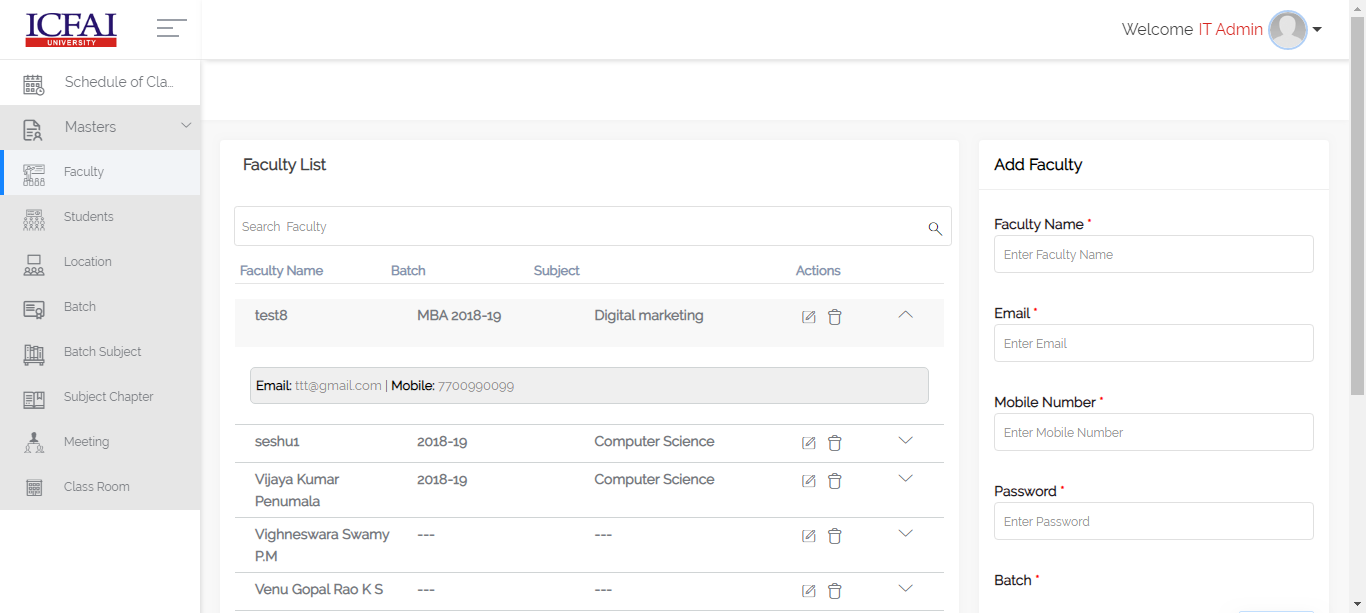 ICFAI
UNIVERSITY
Welcome IT Admin
Schedule of Cla...
Masters
Faculty
Students
Location
Batch
Batch Subject
Subject Chapter
Meeting
Class Room
Faculty List
Search Faculty
Faculty Name Batch Subject Actions
test8 MBA 2018-19 Digital marketing
Email: ttt@gmail.com | Mobile: 7700990099
seshu1 2018-19 Computer Science
Vijaya Kumar 2018-19 Computer Science
Penumala
Vighneswara Swamy --- ---
P.M
Venu Gopal Rao K S --- ---
Add Faculty
Faculty Name *
Enter Faculty Name
Email *
Enter Email
Mobile Number *
Enter Mobile Number
Password *
Enter Password
Batch *